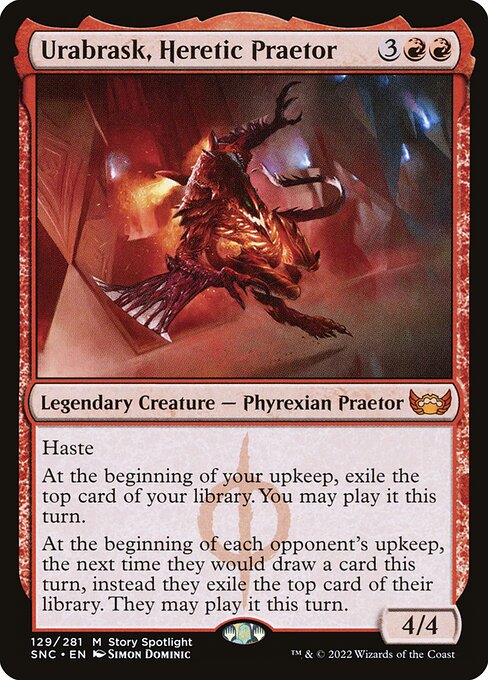 Urabrask, Heretic Praetor 3
Legendary Creature — Phyrexian Praetor
Haste
At the beginning of your upkeep, exile the
top card of your library. You may play it this
turn.
At the beginning of each opponent's upkeep,
the next time they would draw a card this
turn, instead they exile the top card of their
library. They may play it this turn.
4/4
129/281 M Story Spotlight
SNC • EN Simon Dominic
™ & © 2022 Wizards of the Coast